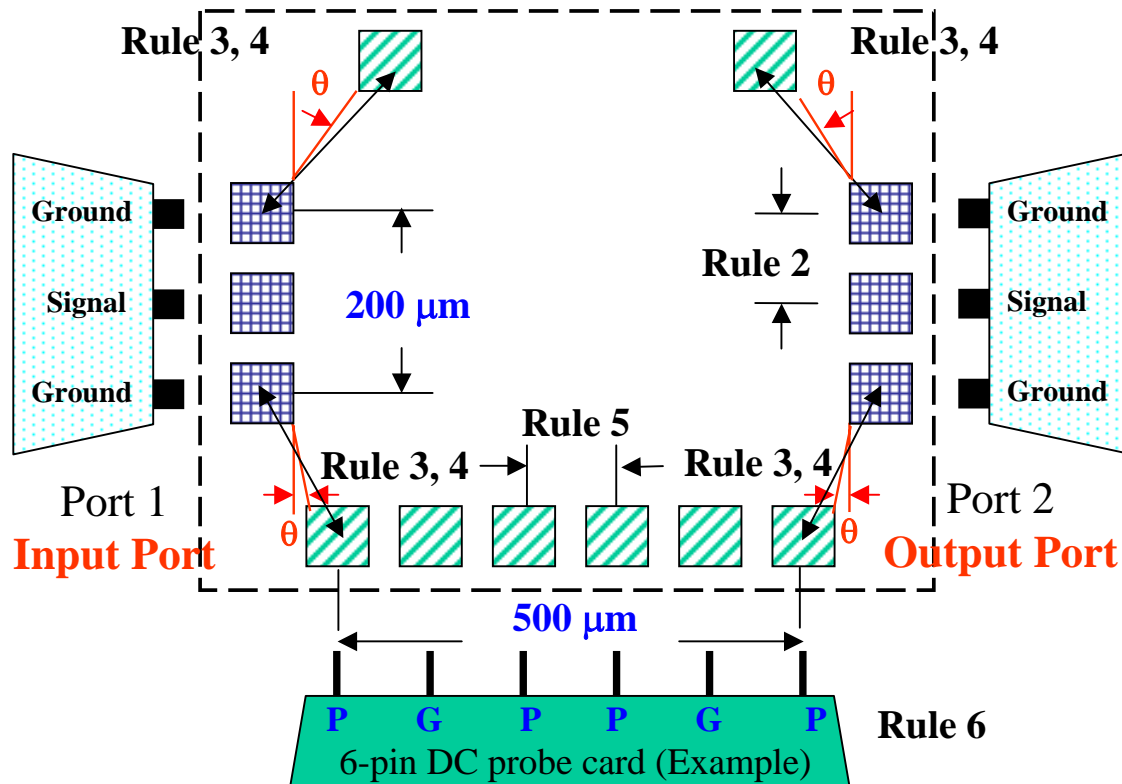 Rule 3, 4
Rule 3, 4
θ
θ
Ground
Ground
Rule 2
Signal
200 μm
Signal
Ground
Ground
Rule 5
Rule 3, 4
Rule 3, 4
Port 1
Port 2
θ
θ
Input Port
Output Port
500 μm
P G P P G P
Rule 6
6-pin DC probe card (Example)